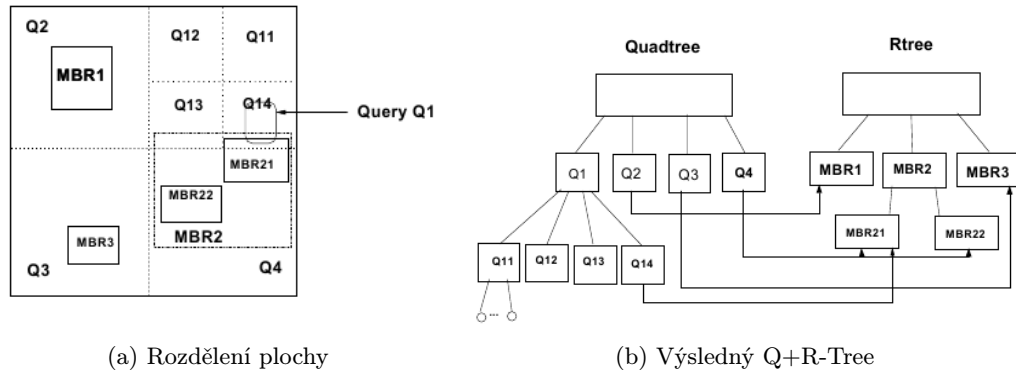 Q2
Q12
Q11
MBR1
Q13
Q14
Query Q1
MBR21
MBR22
MBR2
MBR3
Q3
Q4
(a) Rozdělení plochy
Quadtree
Rtree
Q1
Q2
Q3
Q4
MBR1
MBR2
MBR3
MBR21
MBR22
Q11
Q12
Q13
Q14
...
(b) Výsledný Q+R-Tree